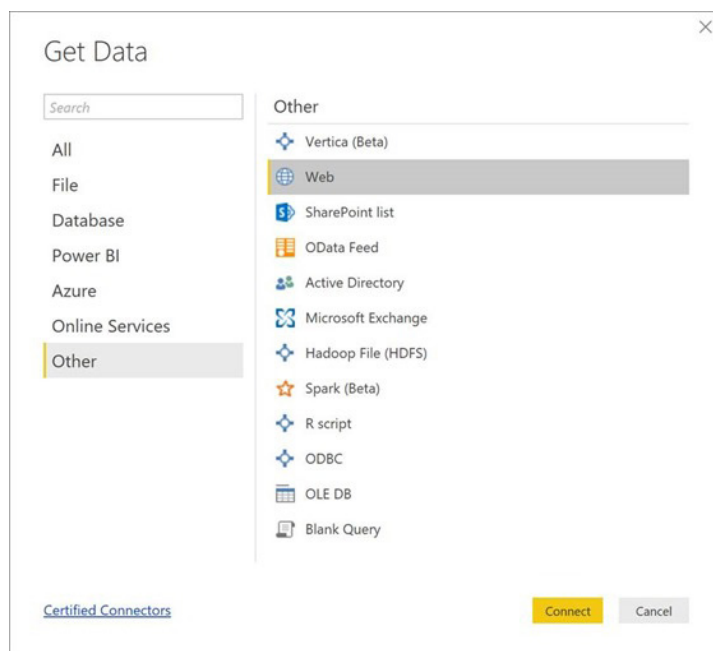 Get Data
Search
All
File
Database
Power BI
Azure
Online Services
Other
Other
Vertica (Beta)
Web
SharePoint list
OData Feed
Active Directory
Microsoft Exchange
Hadoop File (HDFS)
Spark (Beta)
R script
ODBC
OLE DB
Blank Query
Certified Connectors
Connect
Cancel